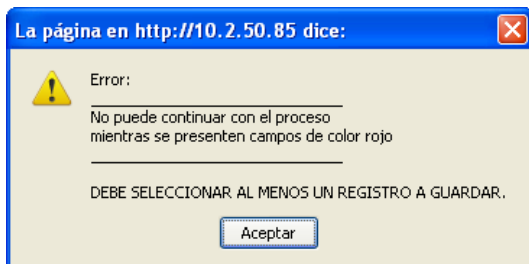 La página en http://10.2.50.85 dice:
Error:
No puede continuar con el proceso
mientras se presenten campos de color rojo
DEBE SELECCIONAR AL MENOS UN REGISTRO A GUARDAR.
Aceptar